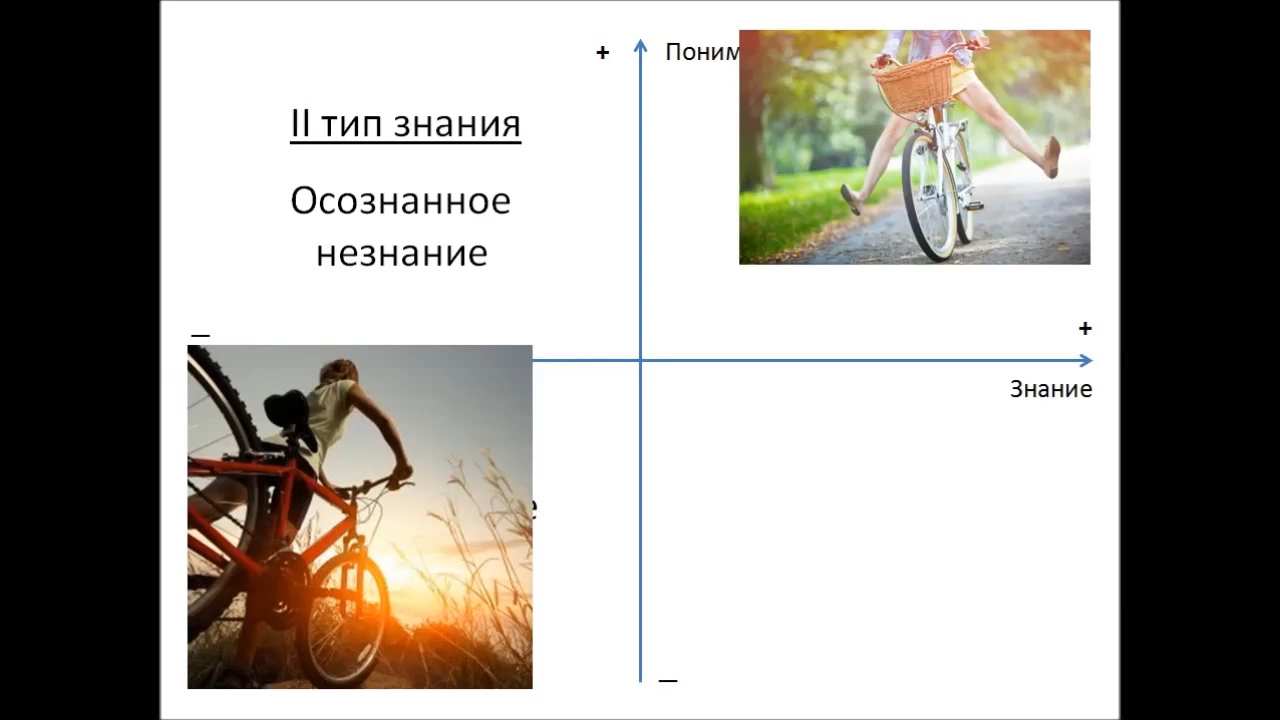 +
Поним
II тип знания
Осознанное
незнание
–
+
Знание
е
–